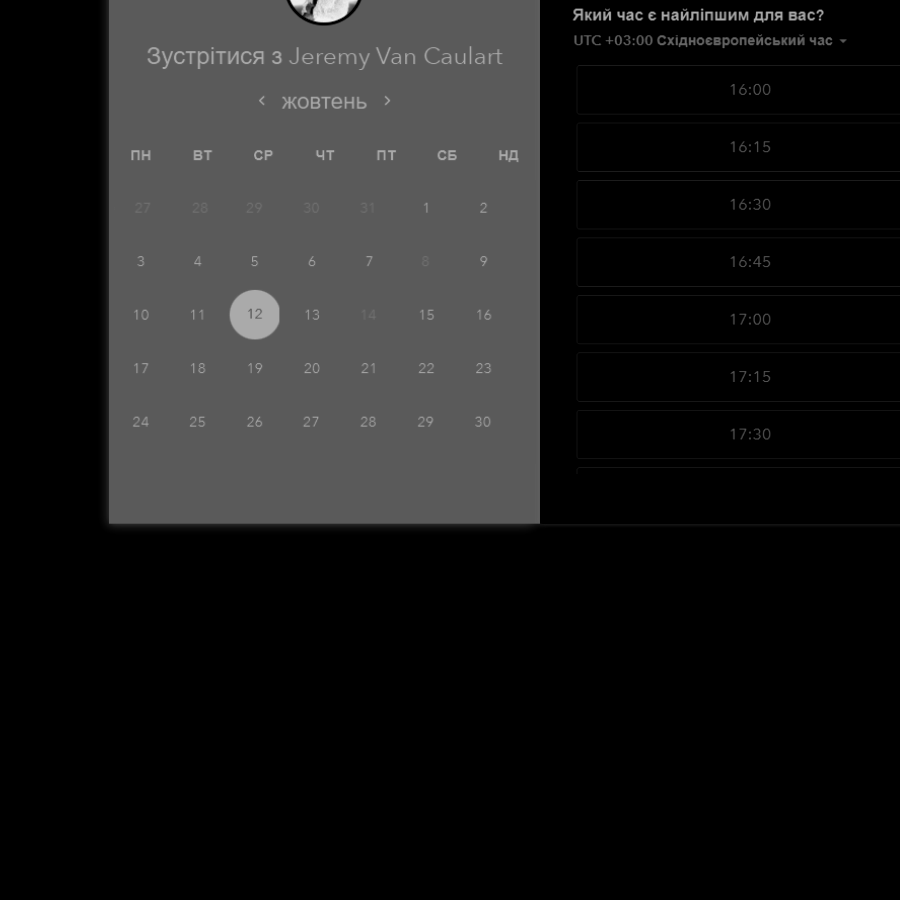 Зустрітися з Jeremy Van Caulart
жовтень
ПН ВТ СР ЧТ ПТ СБ НД
27 28 29 30 31 1 2
3 4 5 6 7 8 9
10 11 12 13 14 15 16
17 18 19 20 21 22 23
24 25 26 27 28 29 30
Який час є найліпшим для вас?
UTC +03:00 Східноєвропейський час
16:00
16:15
16:30
16:45
17:00
17:15
17:30